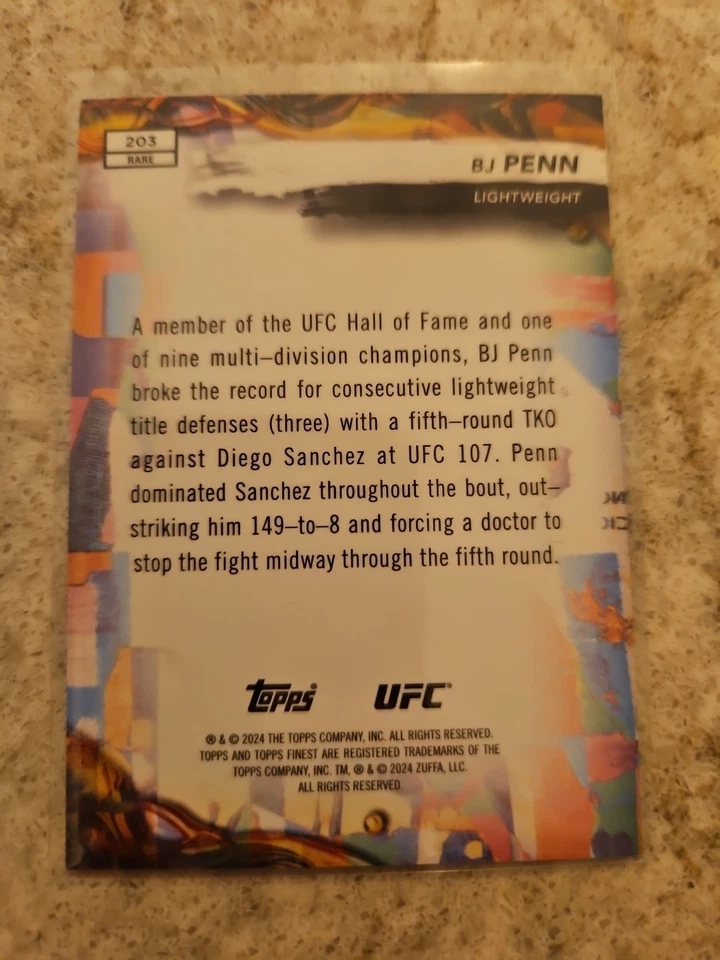 203
RARE
BJ PENN
LIGHTWEIGHT
A member of the UFC Hall of Fame and one
of nine multi–division champions, BJ Penn
broke the record for consecutive lightweight
title defenses (three) with a fifth–round TKO
against Diego Sanchez at UFC 107. Penn
dominated Sanchez throughout the bout, out–
striking him 149–to–8 and forcing a doctor to
stop the fight midway through the fifth round.
Topps® UFC®
® & © 2024 THE TOPPS COMPANY, INC. ALL RIGHTS RESERVED.
TOPPS AND TOPPS FINEST ARE REGISTERED TRADEMARKS OF THE
TOPPS COMPANY, INC. TM, ® & © 2024 ZUFFA, LLC.
ALL RIGHTS RESERVED.